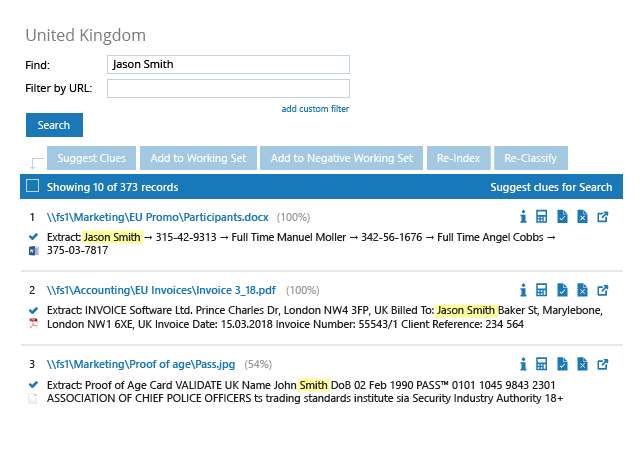 United Kingdom
Find: Jason Smith
Filter by URL:
add custom filter
Search
Suggest Clues Add to Working Set Add to Negative Working Set Re-Index Re-Classify
Showing 10 of 373 records Suggest clues for Search
1 \\fs1\Marketing\EU Promo\Participants.docx (100%)
Extract: Jason Smith → 315-42-9313 → Full Time Manuel Moller → 342-56-1676 → Full Time Angel Cobbs →
375-03-7817
2 \\fs1\Accounting\EU Invoices\Invoice 3_18.pdf (100%)
Extract: INVOICE Software Ltd. Prince Charles Dr, London NW4 3FP, UK Billed To: Jason Smith Baker St, Marylebone,
London NW1 6XE, UK Invoice Date: 15.03.2018 Invoice Number: 55543/1 Client Reference: 234 564
3 \\fs1\Marketing\Proof of age\Pass.jpg (54%)
Extract: Proof of Age Card VALIDATE UK Name John Smith DoB 02 Feb 1990 PASS™ 0101 1045 9843 2301
ASSOCIATION OF CHIEF POLICE OFFICERS ts trading standards institute sia Security Industry Authority 18+